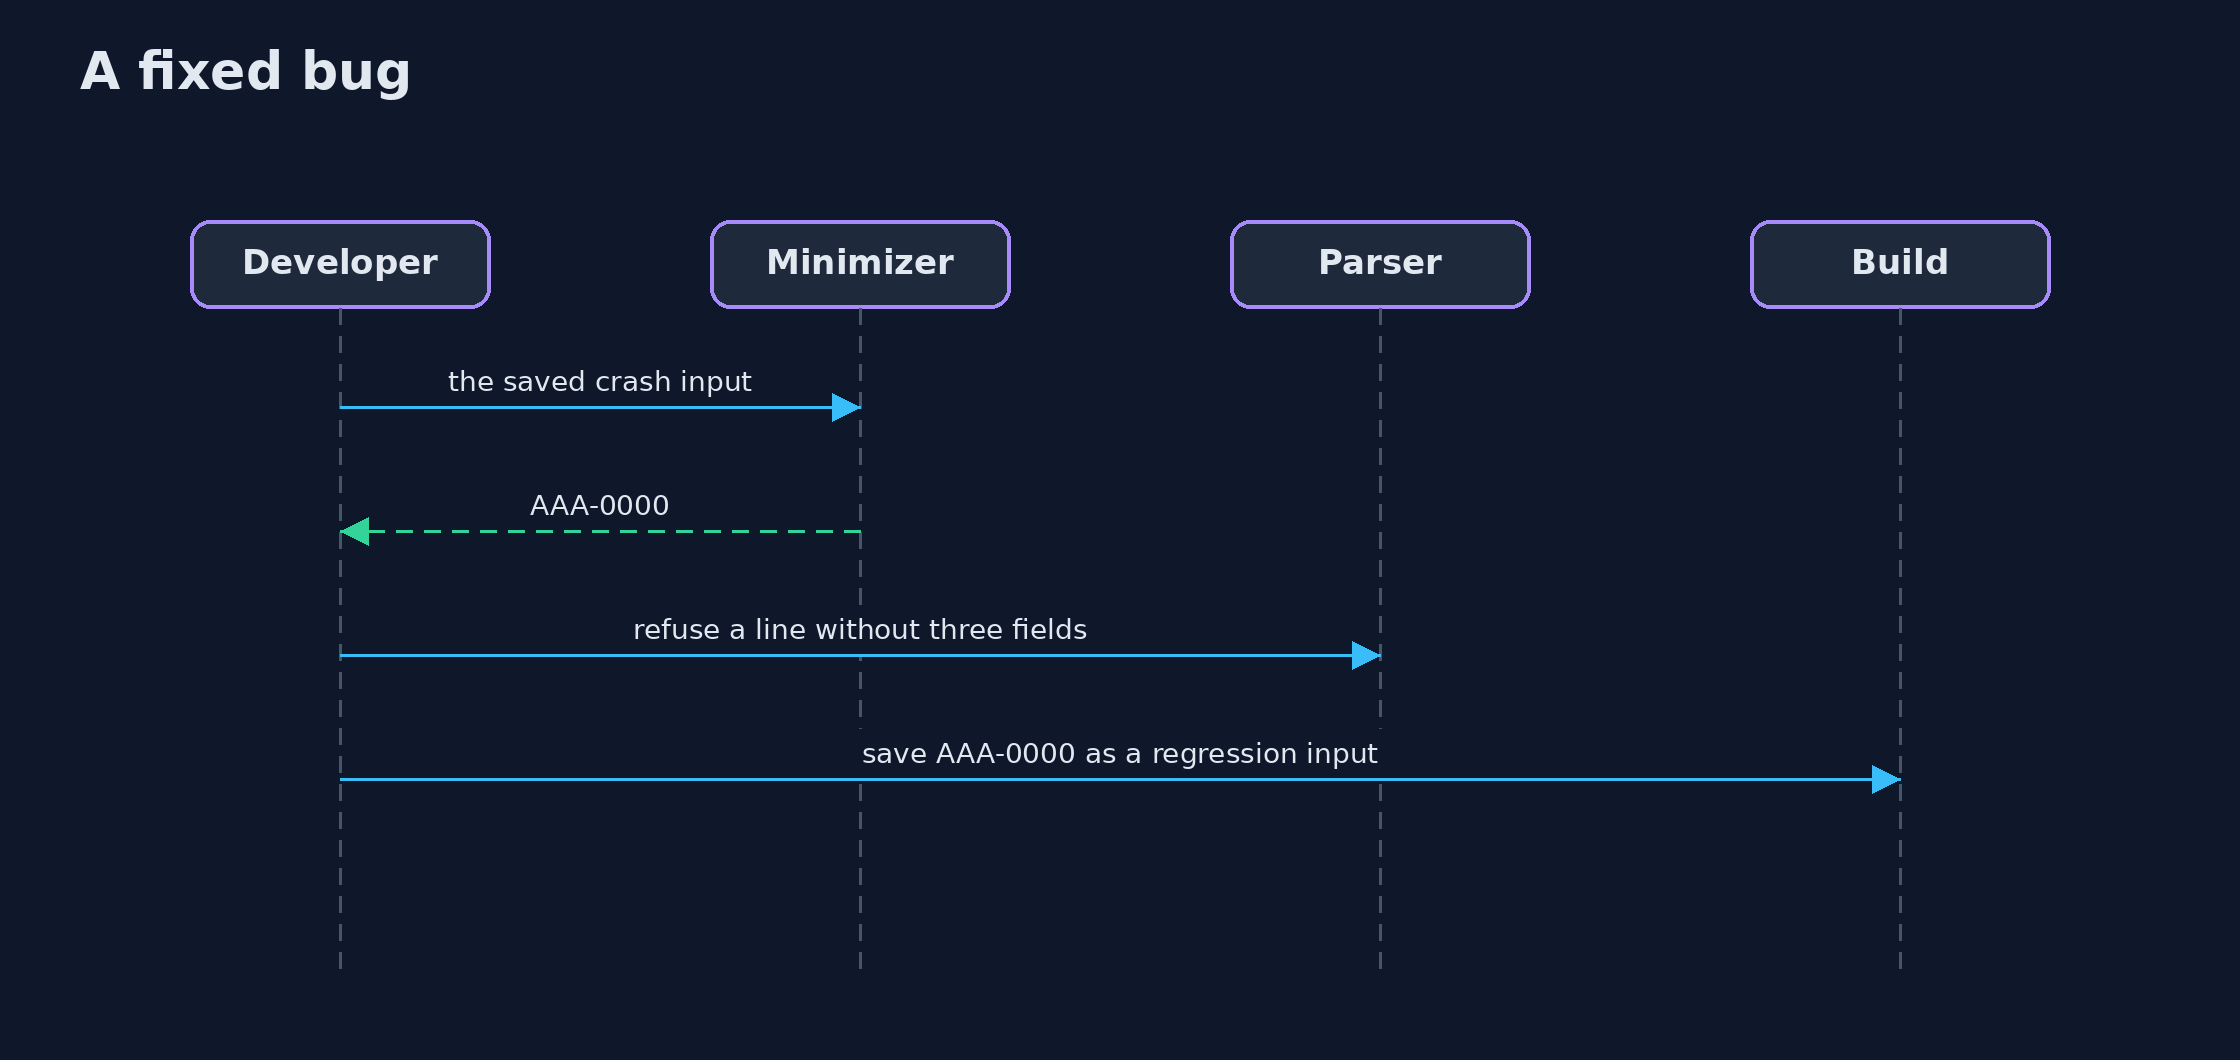 A fixed bug
Developer
Minimizer
Parser
Build
the saved crash input
AAA-0000
refuse a line without three fields
save AAA-0000 as a regression input